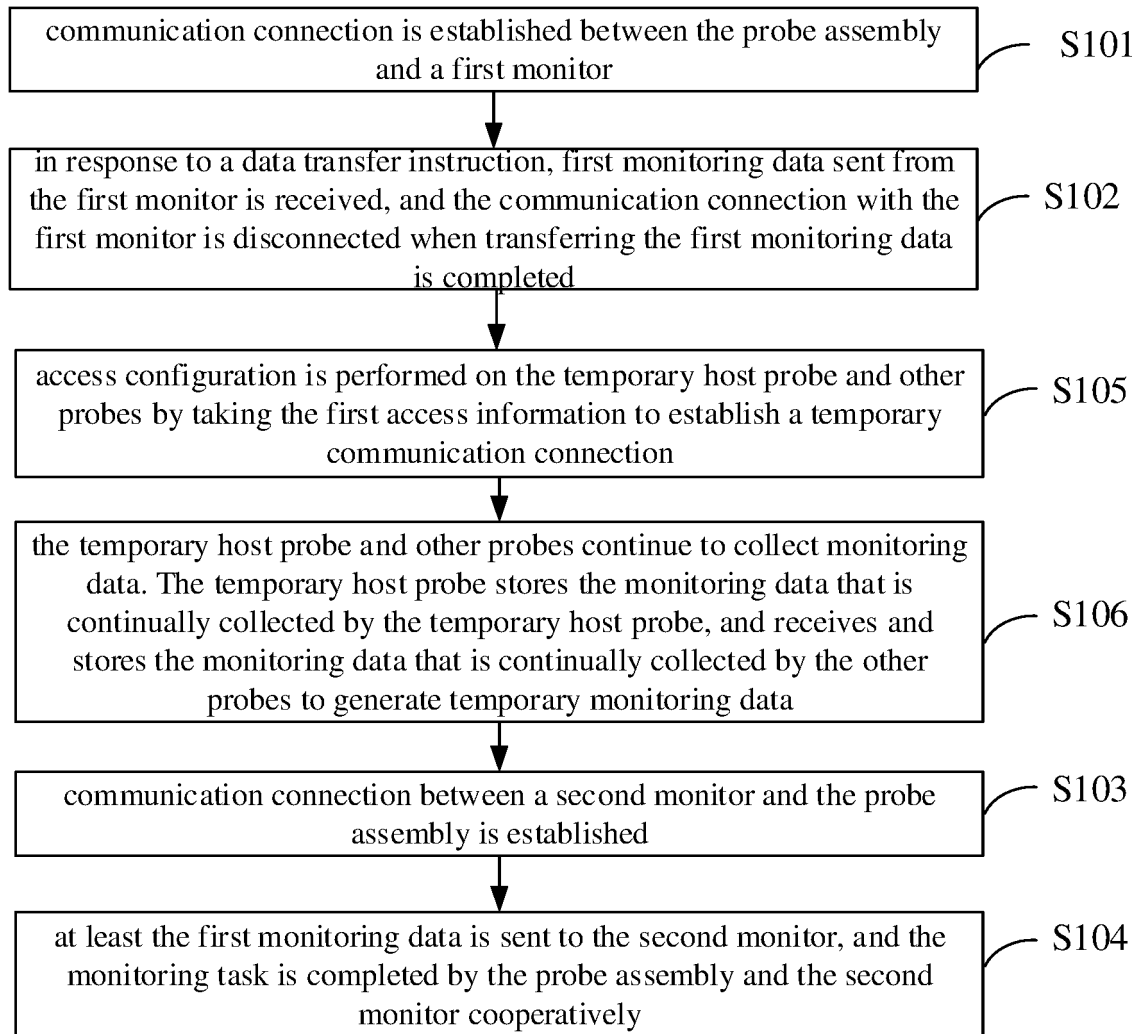 communication connection is established between the probe assembly
and a first monitor
S101
in response to a data transfer instruction, first monitoring data sent from
the first monitor is received, and the communication connection with the
first monitor is disconnected when transferring the first monitoring data
is completed
S102
access configuration is performed on the temporary host probe and other
probes by taking the first access information to establish a temporary
communication connection
S105
the temporary host probe and other probes continue to collect monitoring
data. The temporary host probe stores the monitoring data that is
continually collected by the temporary host probe, and receives and
stores the monitoring data that is continually collected by the other
probes to generate temporary monitoring data
S106
communication connection between a second monitor and the probe
assembly is established
S103
at least the first monitoring data is sent to the second monitor, and the
monitoring task is completed by the probe assembly and the second
monitor cooperatively
S104